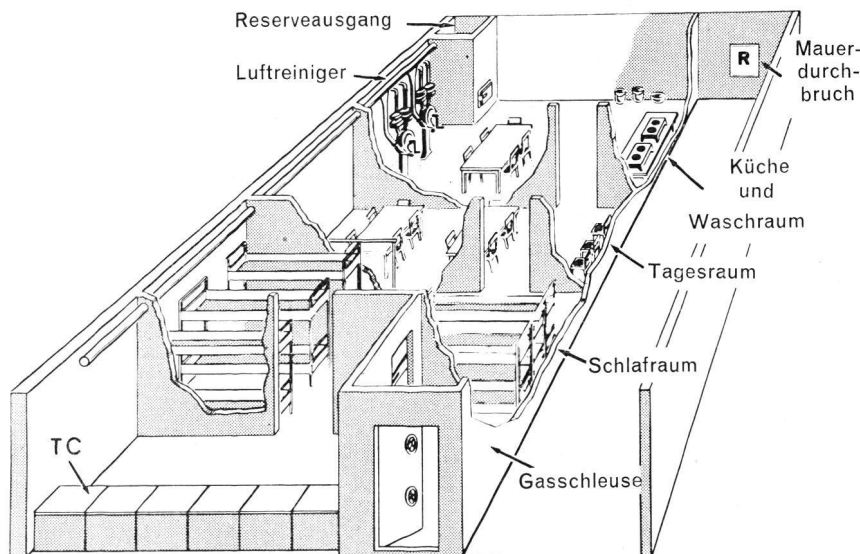 Reserveausgang
Luftreiniger
R
Mauer-
durch-
bruch
Küche
und
Waschraum
Tagesraum
Schlafraum
TC
Gasschleuse